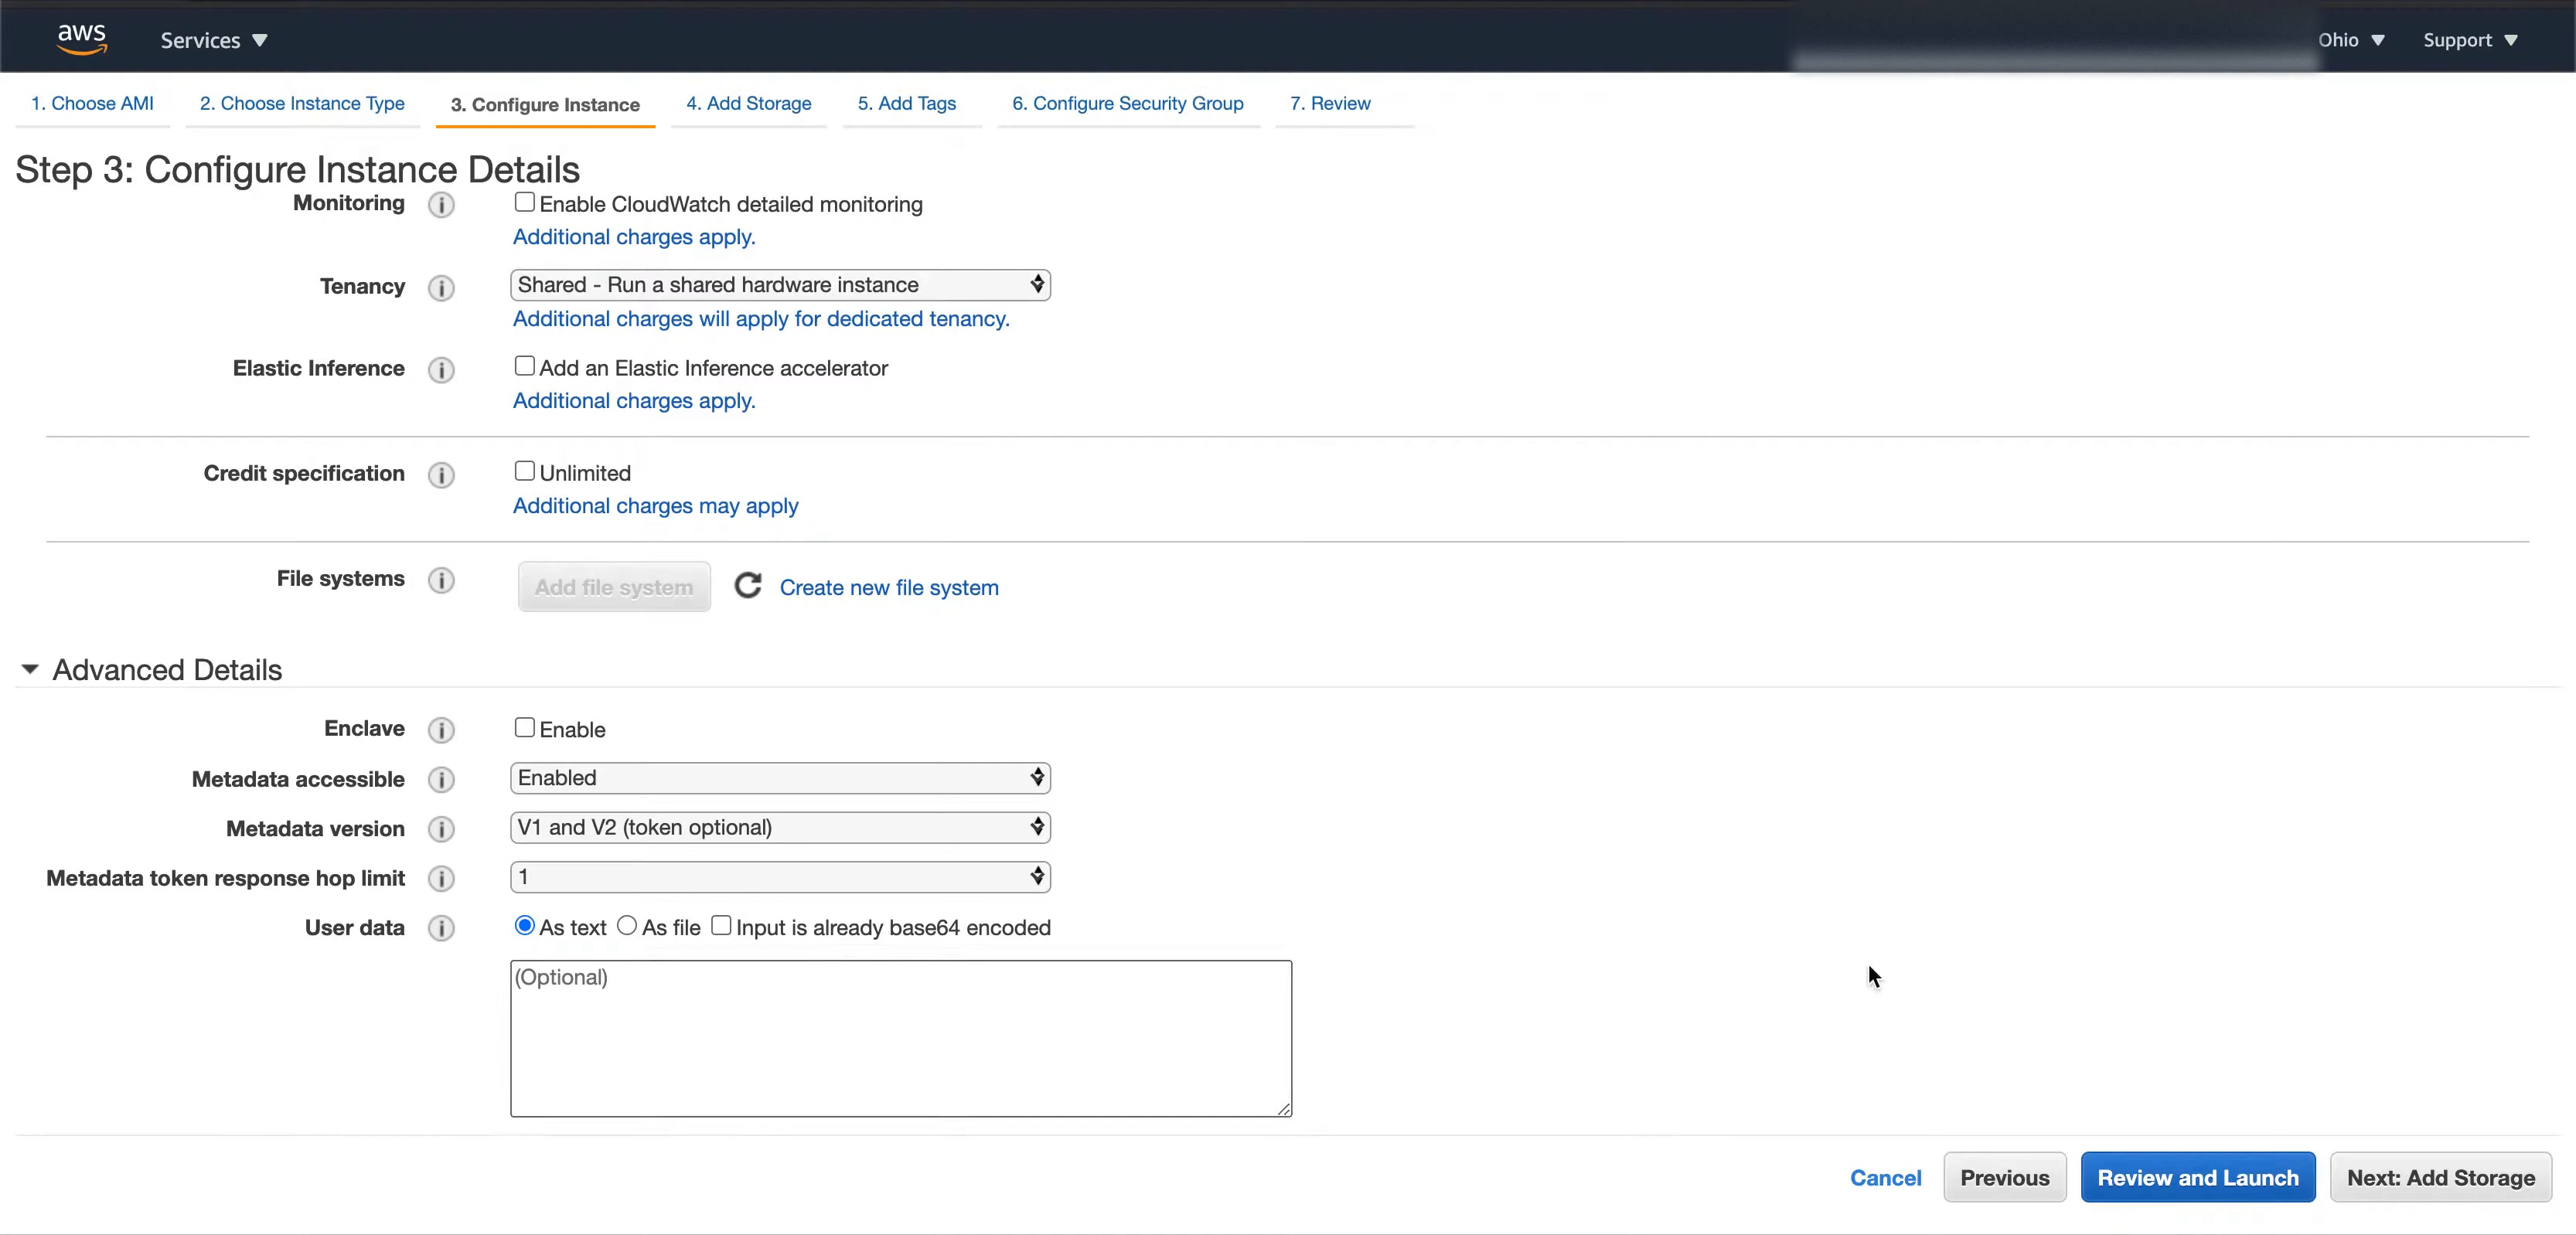 aws Services Ohio Support
1. Choose AMI 2. Choose Instance Type 3. Configure Instance 4. Add Storage 5. Add Tags 6. Configure Security Group 7. Review
Step 3: Configure Instance Details
Monitoring i Enable CloudWatch detailed monitoring
Additional charges apply.
Tenancy i Shared - Run a shared hardware instance
Additional charges will apply for dedicated tenancy.
Elastic Inference i Add an Elastic Inference accelerator
Additional charges apply.
Credit specification i Unlimited
Additional charges may apply
File systems i Add file system Create new file system
Advanced Details
Enclave i Enable
Metadata accessible i Enabled
Metadata version i V1 and V2 (token optional)
Metadata token response hop limit i 1
User data i As text As file Input is already base64 encoded
(Optional)
Cancel Previous Review and Launch Next: Add Storage